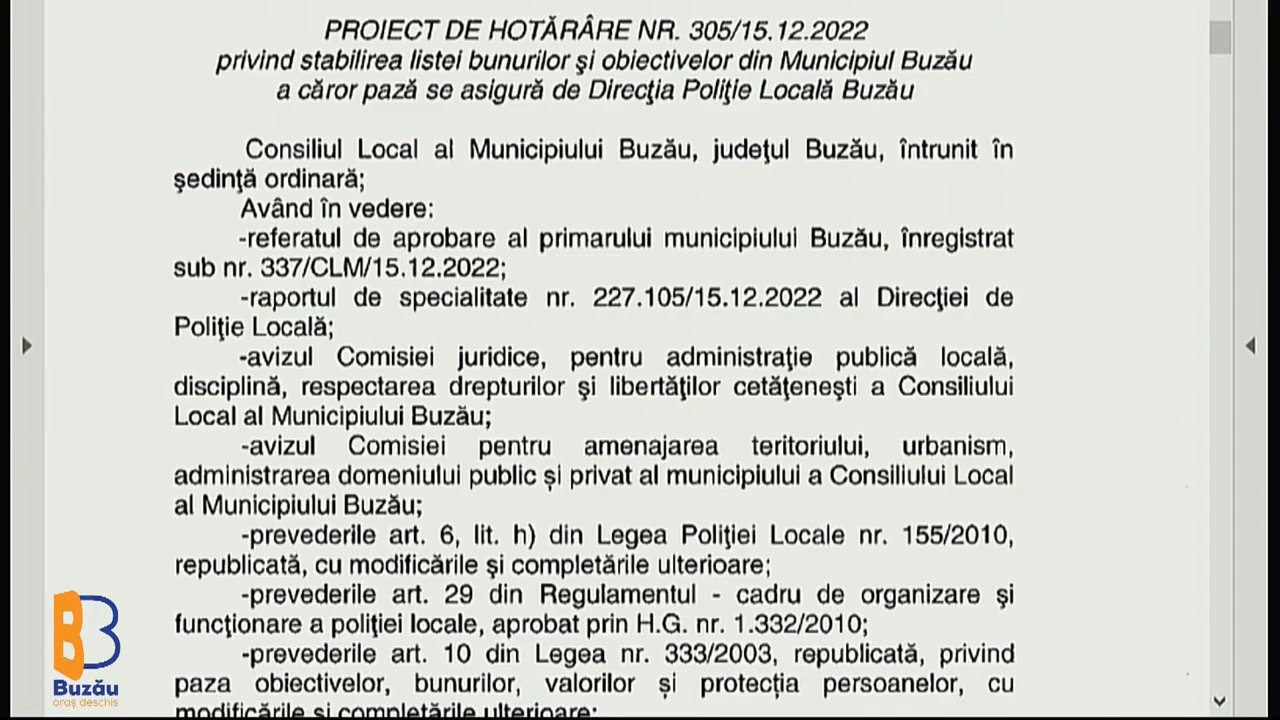 PROIECT DE HOTĂRÂRE NR. 305/15.12.2022
privind stabilirea listei bunurilor şi obiectivelor din Municipiul Buzău
a căror pază se asigură de Direcţia Poliţie Locală Buzău
Consiliul Local al Municipiului Buzău, judeţul Buzău, întrunit în
şedinţă ordinară;
Având în vedere:
-referatul de aprobare al primarului municipiului Buzău, înregistrat
sub nr. 337/CLM/15.12.2022;
-raportul de specialitate nr. 227.105/15.12.2022 al Direcţiei de
Poliţie Locală;
-avizul Comisiei juridice, pentru administraţie publică locală,
disciplină, respectarea drepturilor şi libertăţilor cetăţeneşti a Consiliului
Local al Municipiului Buzău;
-avizul Comisiei pentru amenajarea teritoriului, urbanism,
administrarea domeniului public și privat al municipiului a Consiliului Local
al Municipiului Buzău;
-prevederile art. 6, lit. h) din Legea Poliţiei Locale nr. 155/2010,
republicată, cu modificările şi completările ulterioare;
-prevederile art. 29 din Regulamentul - cadru de organizare şi
funcţionare a poliţiei locale, aprobat prin H.G. nr. 1.332/2010;
-prevederile art. 10 din Legea nr. 333/2003, republicată, privind
paza obiectivelor, bunurilor, valorilor și protecția persoanelor, cu
modificările și completările ulterioare;
Buzău
oraș deschis